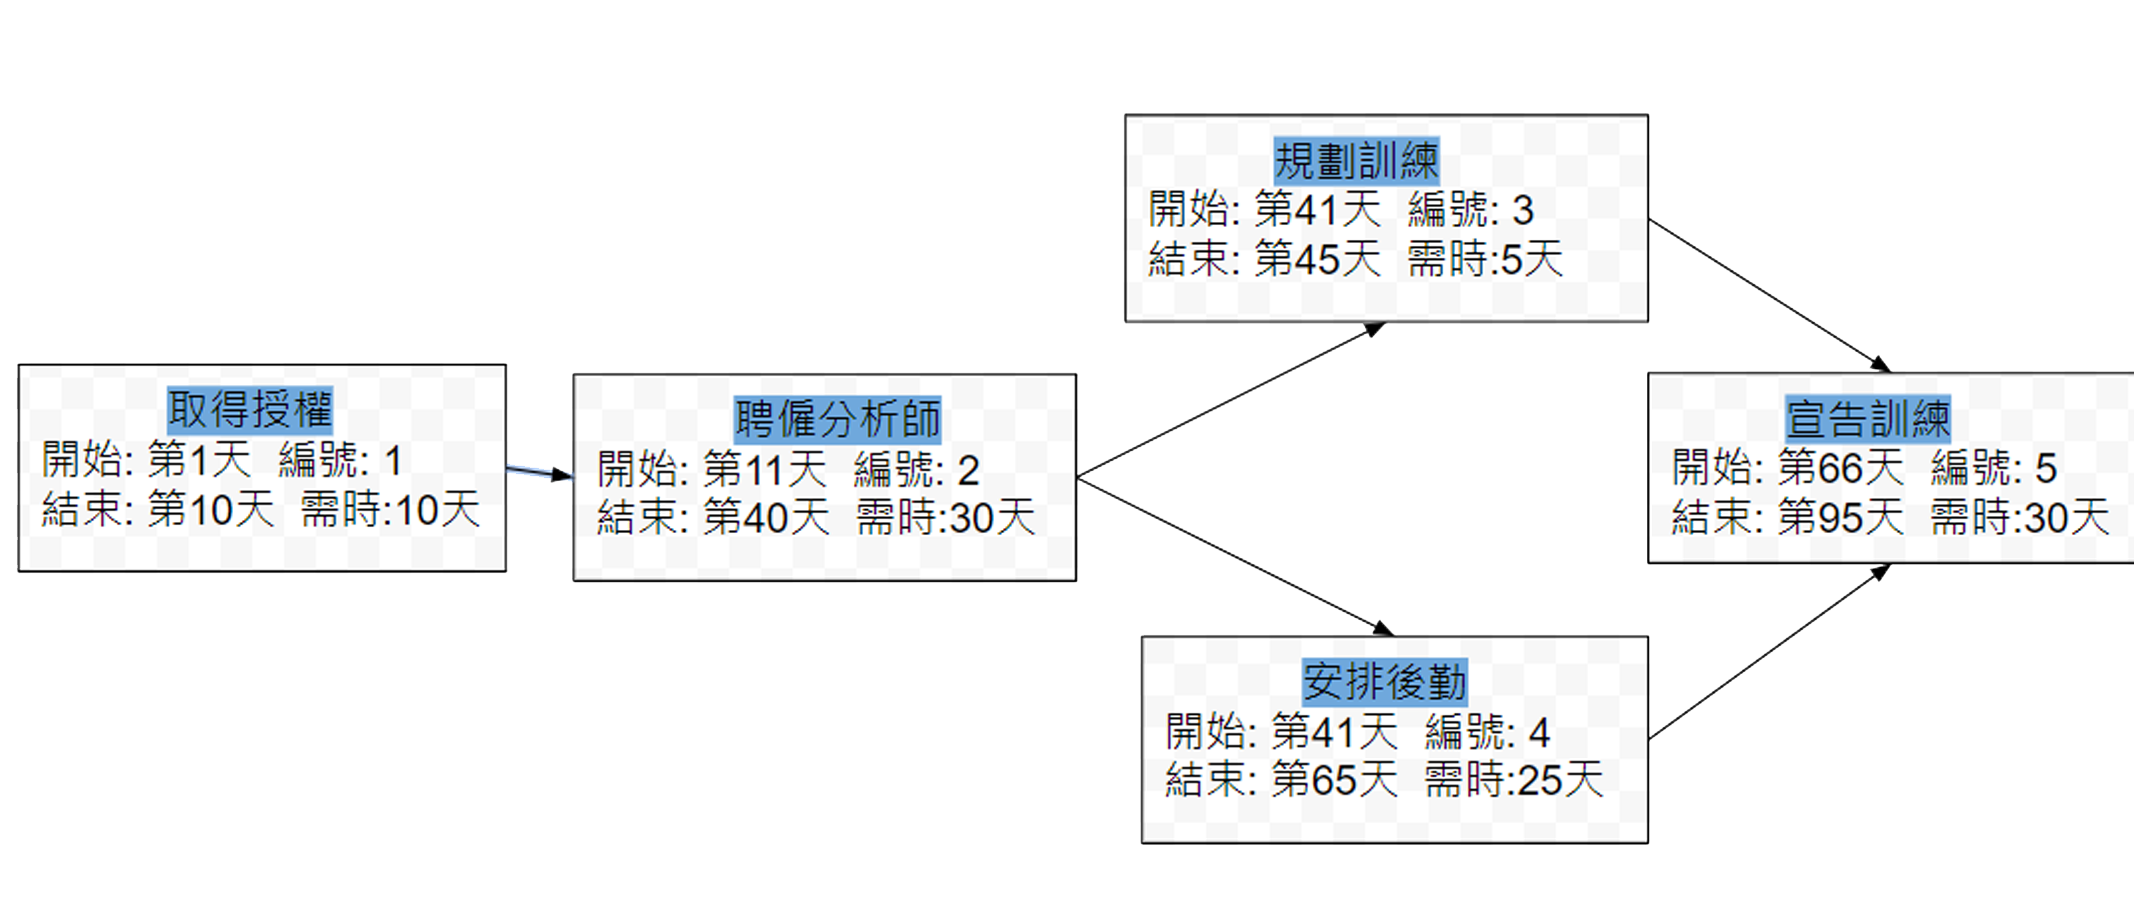 取得授權
開始: 第1天 編號: 1
結束: 第10天 需時:10天
聘僱分析師
開始: 第11天 編號: 2
結束: 第40天 需時:30天
規劃訓練
開始: 第41天 編號: 3
結束: 第45天 需時:5天
安排後勤
開始: 第41天 編號: 4
結束: 第65天 需時:25天
宣告訓練
開始: 第66天 編號: 5
結束: 第95天 需時:30天